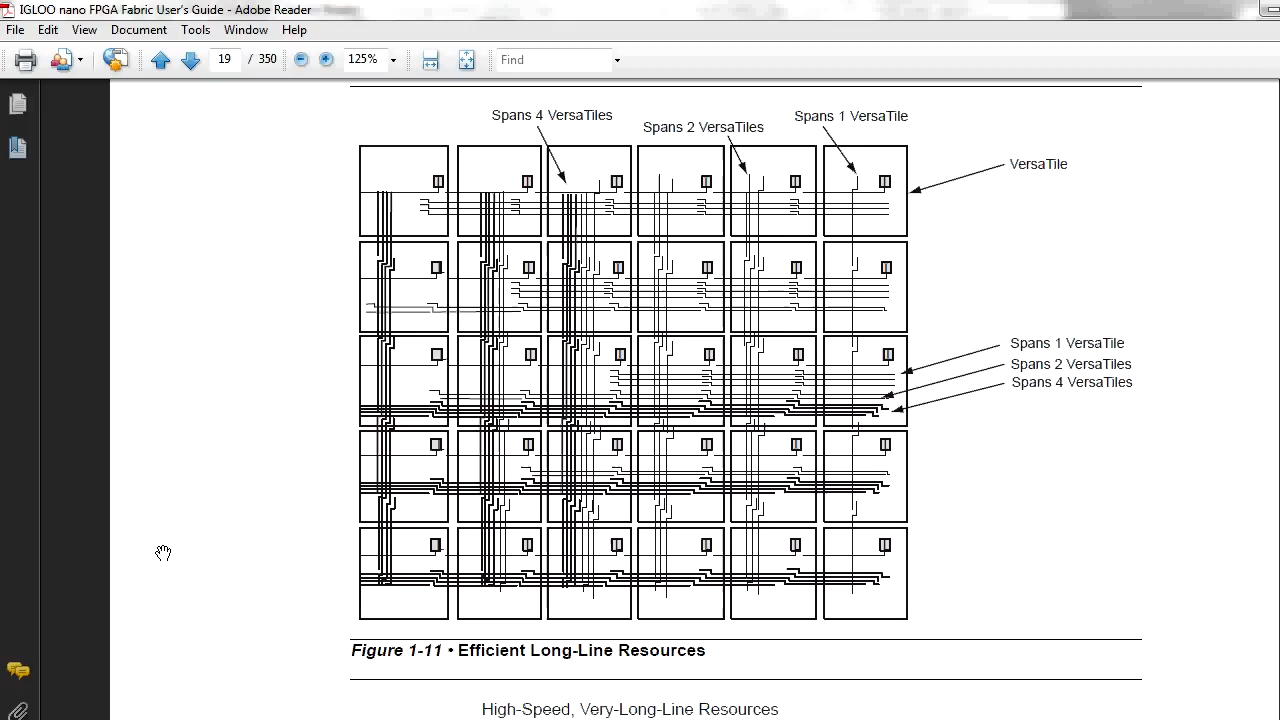 IGLOO nano FPGA Fabric User's Guide - Adobe Reader
File Edit View Document Tools Window Help
19 / 350 125% Find
Spans 4 VersaTiles
Spans 2 VersaTiles
Spans 1 VersaTile
VersaTile
Spans 1 VersaTile
Spans 2 VersaTiles
Spans 4 VersaTiles
Figure 1-11 • Efficient Long-Line Resources
High-Speed, Very-Long-Line Resources